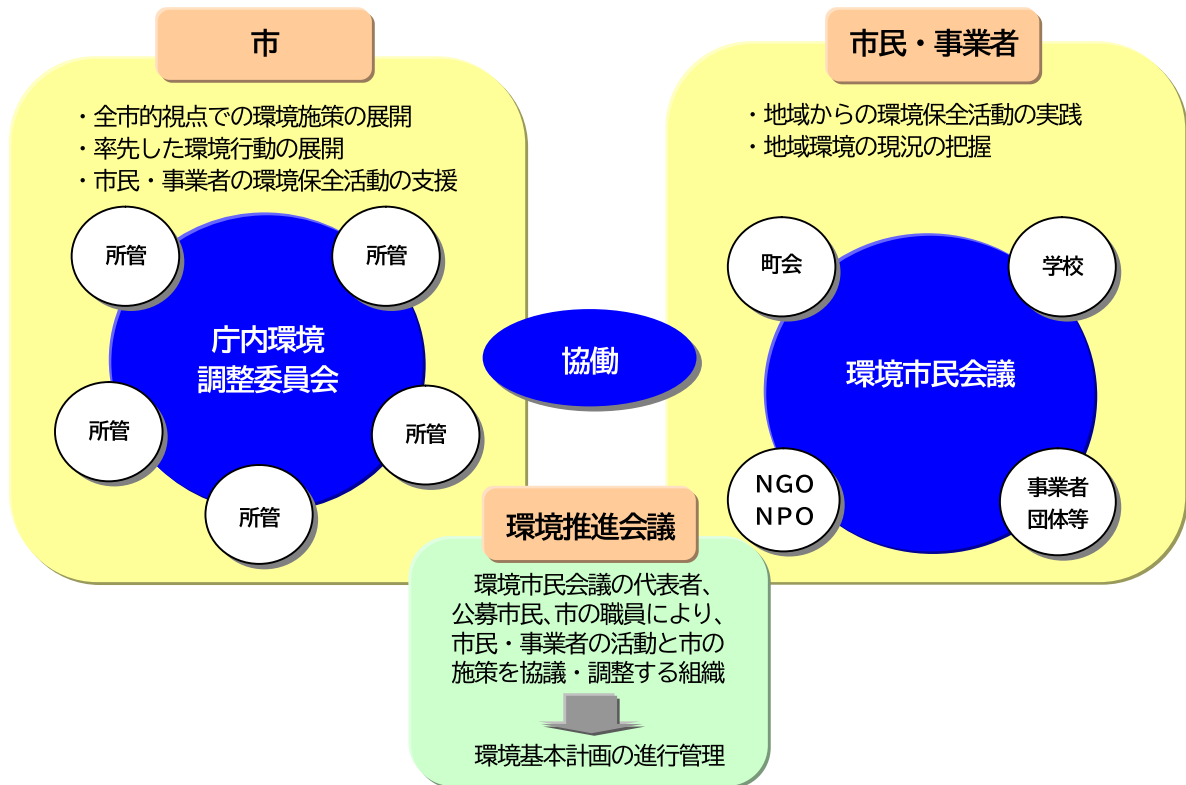 市
・全市的視点での環境施策の展開
・率先した環境行動の展開
・市民・事業者の環境保全活動の支援
所管
所管
庁内環境
調整委員会
所管
所管
所管
協働
市民・事業者
・地域からの環境保全活動の実践
・地域環境の現況の把握
町会
学校
環境市民会議
ＮＧＯ
ＮＰＯ
事業者
団体等
環境推進会議
環境市民会議の代表者、
公募市民、市の職員により、
市民・事業者の活動と市の
施策を協議・調整する組織
環境基本計画の進行管理